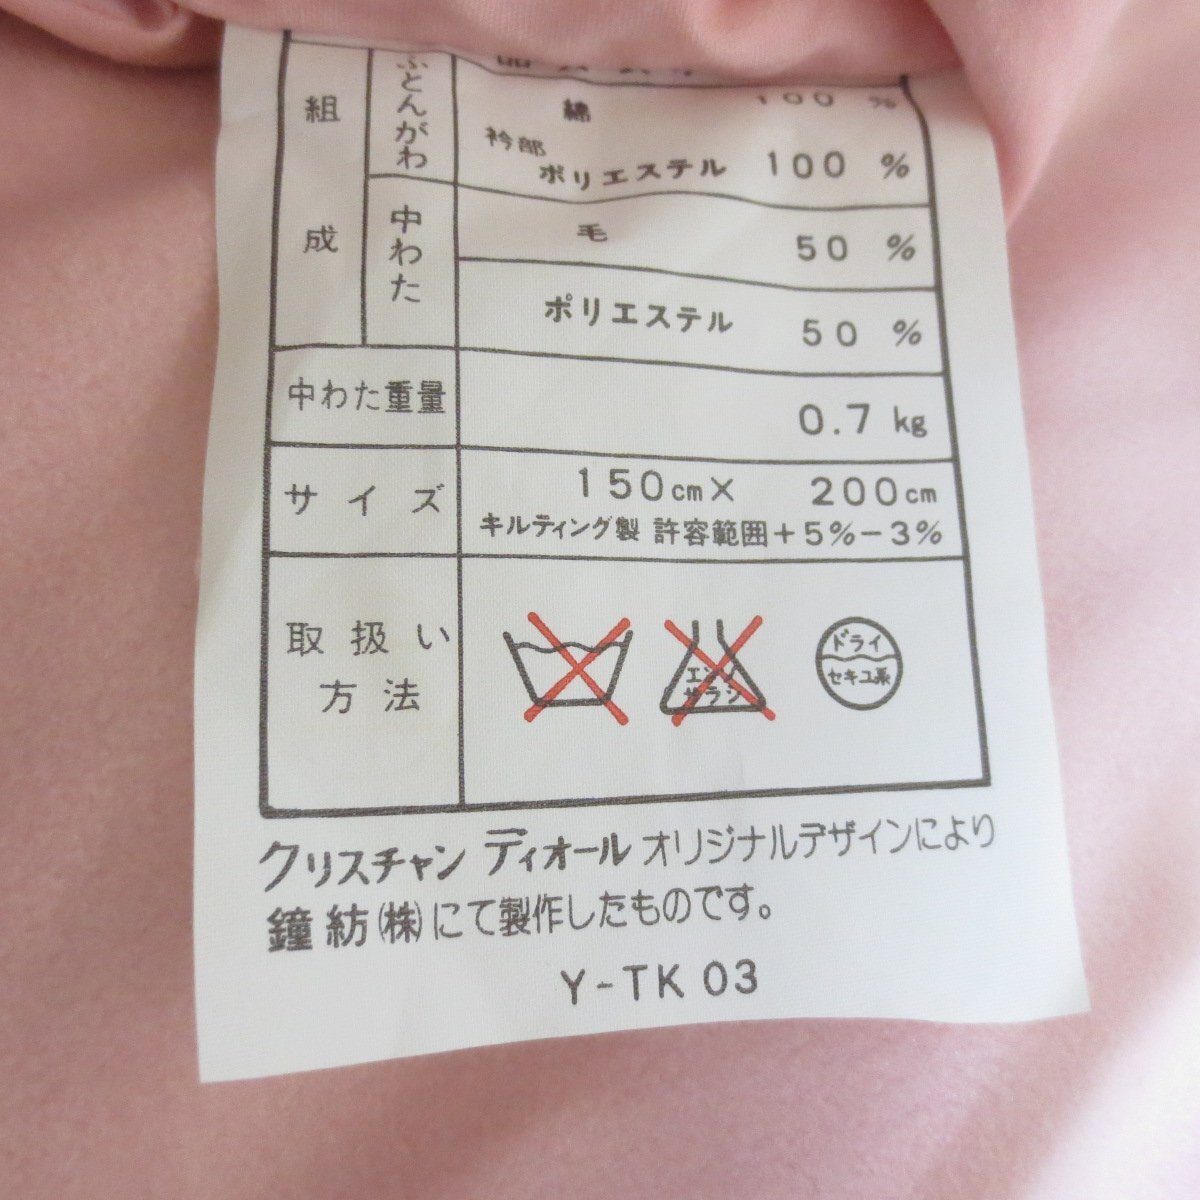 組成
ふとんがわ
綿 100 %
衿部
ポリエステル 100 %
中わた
毛 50 %
ポリエステル 50 %
中わた重量 0.7 kg
サイズ 150cm× 200cm
キルティング製 許容範囲+5%-3%
取扱い
方法
エンソ
サラシ
ドライ
セキユ系
クリスチャン ディオール オリジナルデザインにより
鐘紡(株)にて製作したものです。
Y-TK 03